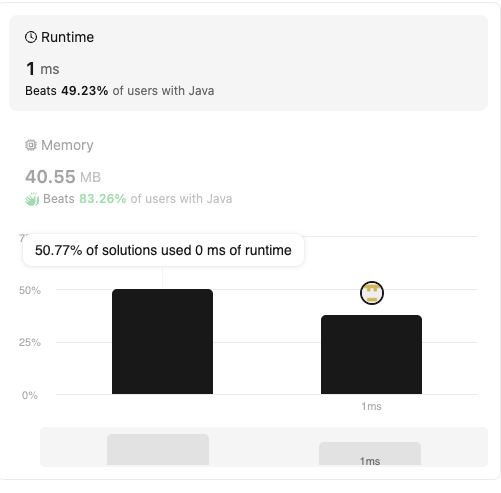 Runtime
1 ms
Beats 49.23% of users with Java
Memory
40.55 MB
Beats 83.26% of users with Java
50.77% of solutions used 0 ms of runtime
50%
25%
0%
1ms
1ms